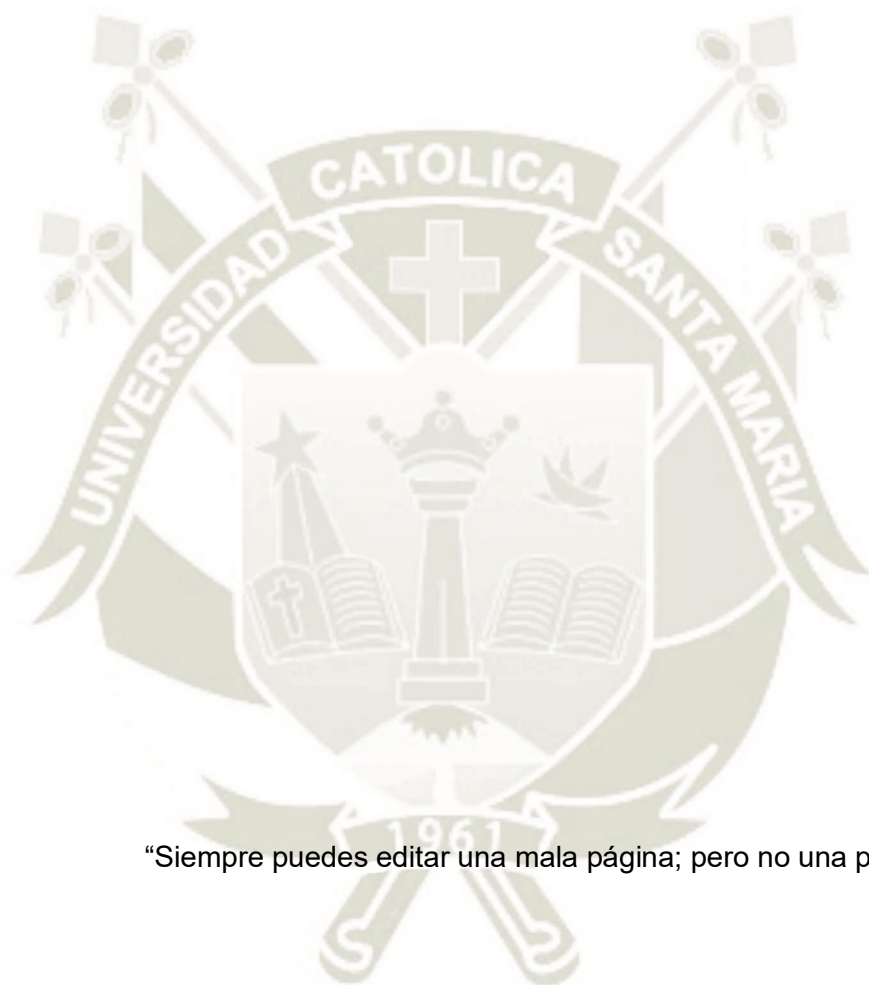 CATOLICA
UNIVERSIDAD
SANTA MARIA
1961
“Siempre puedes editar una mala página; pero no una p